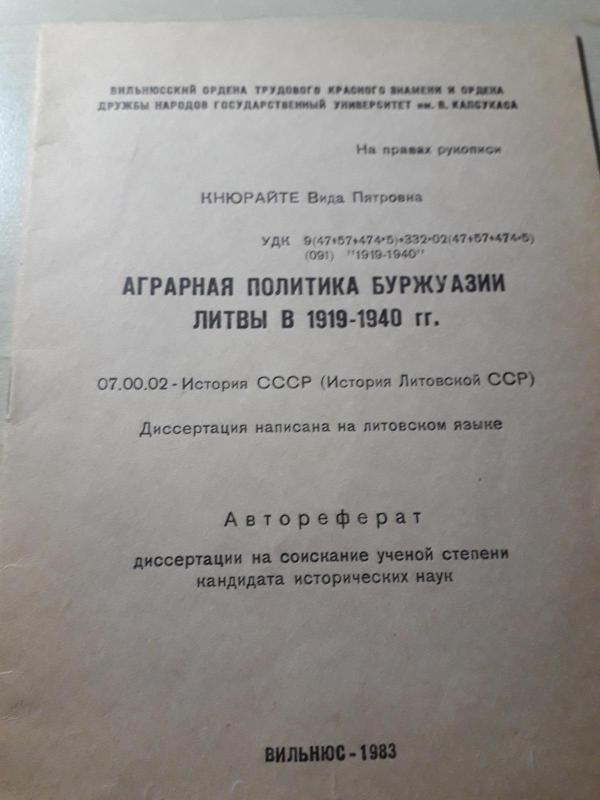 ВИЛЬНЮССКИЙ ОРДЕНА ТРУДОВОГО КРАСНОГО ЗНАМЕНИ И ОРДЕНА
ДРУЖБЫ НАРОДОВ ГОСУДАРСТВЕННЫЙ УНИВЕРСИТЕТ им. В. КАПСУКАСА
На правах рукописи
КНЮРАЙТЕ Вида Пятровна
УДК 9(47+57+474·5)+332·02(47+57+474·5)
(091) "1919-1940"
АГРАРНАЯ ПОЛИТИКА БУРЖУАЗИИ
ЛИТВЫ В 1919-1940 гг.
07.00.02 - История СССР (История Литовской ССР)
Диссертация написана на литовском языке
Автореферат
диссертации на соискание ученой степени
кандидата исторических наук
ВИЛЬНЮС - 1983